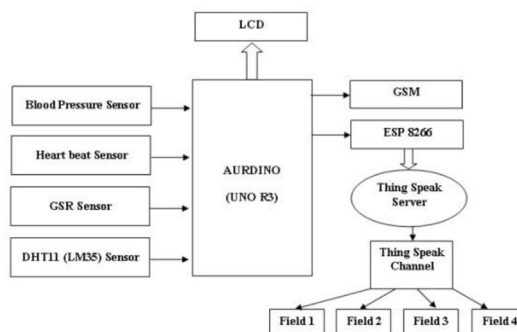 LCD
Blood Pressure Sensor
Heart beat Sensor
GSR Sensor
DHT11 (LM35) Sensor
AURDINO
(UNO R3)
GSM
ESP 8266
Thing Speak
Server
Thing Speak
Channel
Field 1
Field 2
Field 3
Field 4